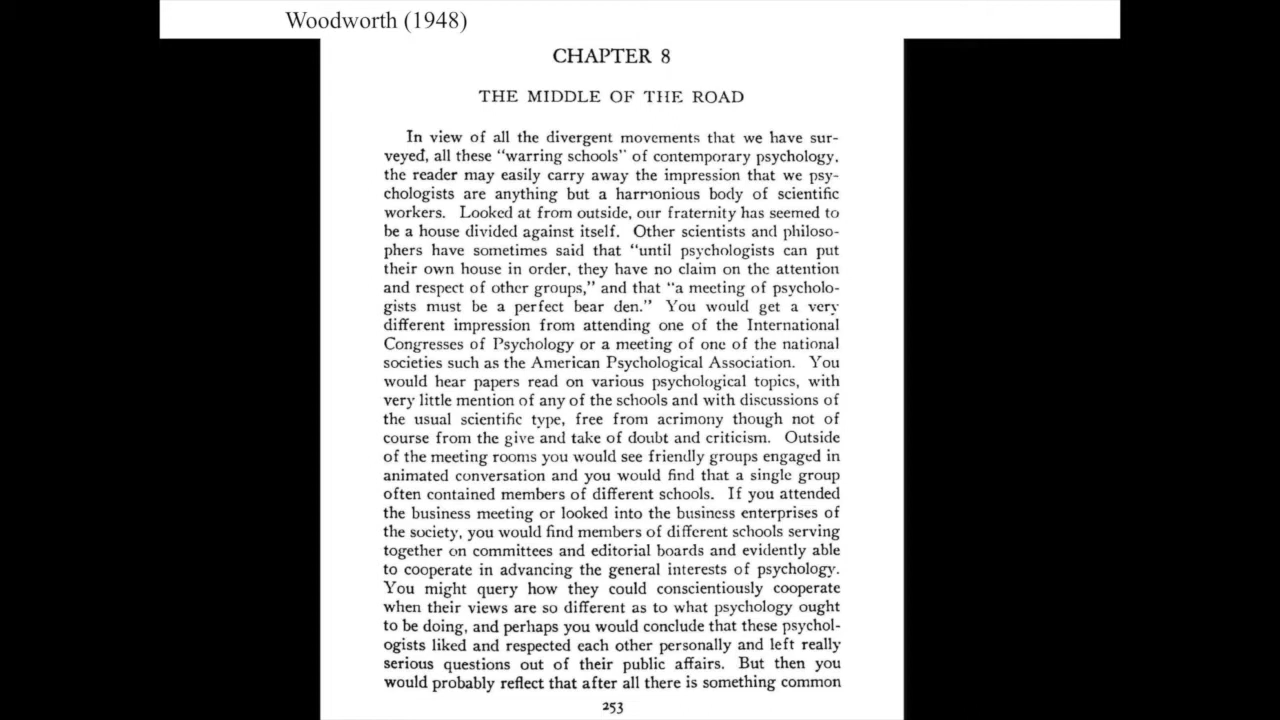 Woodworth (1948)
CHAPTER 8
THE MIDDLE OF THE ROAD
In view of all the divergent movements that we have sur-
veyed, all these “warring schools” of contemporary psychology,
the reader may easily carry away the impression that we psy-
chologists are anything but a harmonious body of scientific
workers. Looked at from outside, our fraternity has seemed to
be a house divided against itself. Other scientists and philoso-
phers have sometimes said that “until psychologists can put
their own house in order, they have no claim on the attention
and respect of other groups,” and that “a meeting of psycholo-
gists must be a perfect bear den.” You would get a very
different impression from attending one of the International
Congresses of Psychology or a meeting of one of the national
societies such as the American Psychological Association. You
would hear papers read on various psychological topics, with
very little mention of any of the schools and with discussions of
the usual scientific type, free from acrimony though not of
course from the give and take of doubt and criticism. Outside
of the meeting rooms you would see friendly groups engaged in
animated conversation and you would find that a single group
often contained members of different schools. If you attended
the business meeting or looked into the business enterprises of
the society, you would find members of different schools serving
together on committees and editorial boards and evidently able
to cooperate in advancing the general interests of psychology.
You might query how they could conscientiously cooperate
when their views are so different as to what psychology ought
to be doing, and perhaps you would conclude that these psychol-
ogists liked and respected each other personally and left really
serious questions out of their public affairs. But then you
would probably reflect that after all there is something common
253